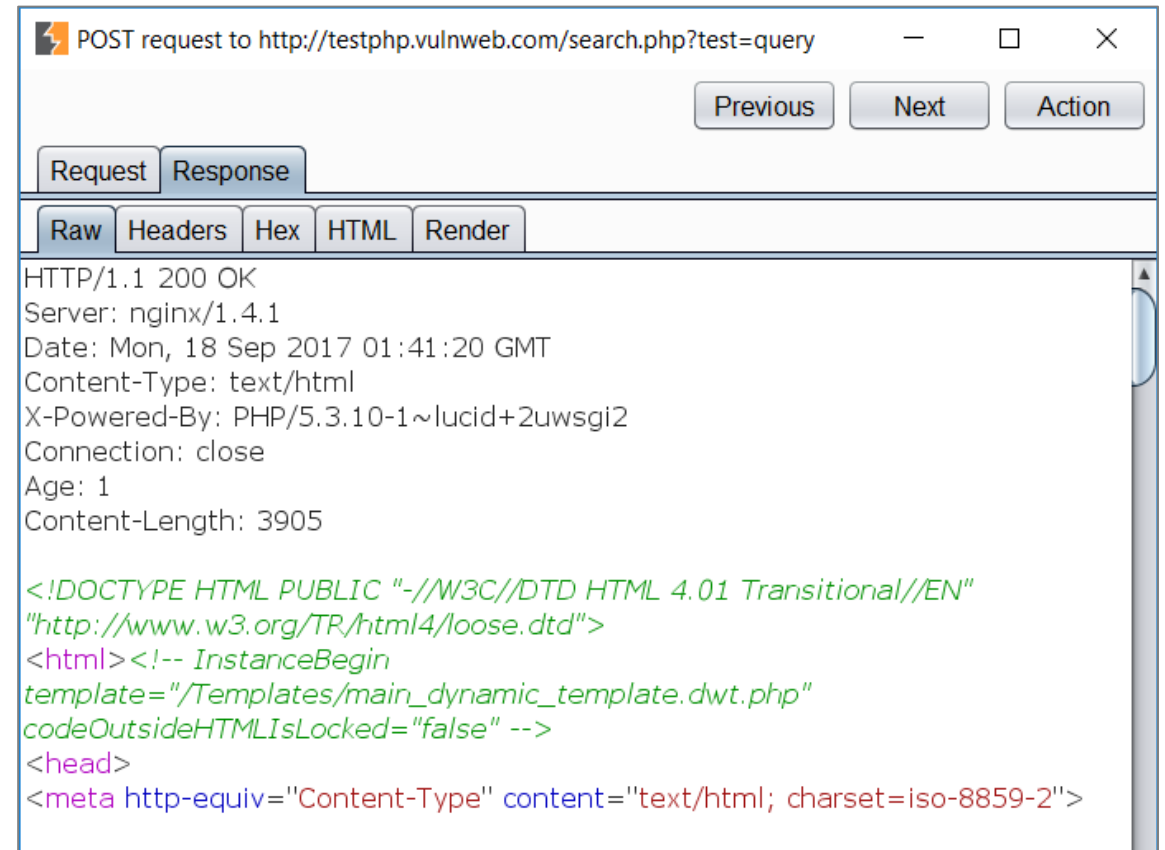 POST request to http://testphp.vulnweb.com/search.php?test=query
Previous Next Action
Request Response
Raw Headers Hex HTML Render
HTTP/1.1 200 OK
Server: nginx/1.4.1
Date: Mon, 18 Sep 2017 01:41:20 GMT
Content-Type: text/html
X-Powered-By: PHP/5.3.10-1~lucid+2uwsgi2
Connection: close
Age: 1
Content-Length: 3905
<!DOCTYPE HTML PUBLIC "-//W3C//DTD HTML 4.01 Transitional//EN"
"http://www.w3.org/TR/html4/loose.dtd">
<html><!-- InstanceBegin
template="/Templates/main_dynamic_template.dwt.php"
codeOutsideHTMLIsLocked="false" -->
<head>
<meta http-equiv="Content-Type" content="text/html; charset=iso-8859-2">